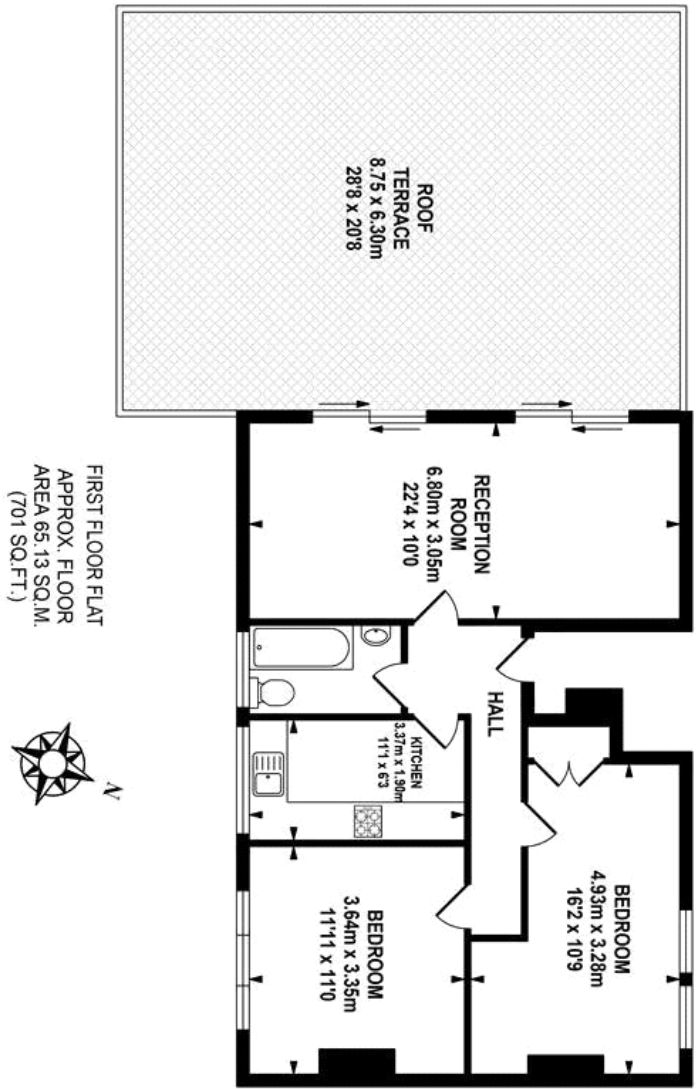 ROOF
TERRACE
8.75 x 6.30m
28'8 x 20'8
RECEPTION
ROOM
6.80m x 3.05m
22'4 x 10'0
HALL
KITCHEN
3.37m x 1.90m
11'1 x 6'3
BEDROOM
4.93m x 3.28m
16'2 x 10'9
BEDROOM
3.64m x 3.35m
11'11 x 11'0
FIRST FLOOR FLAT
APPROX. FLOOR
AREA 65.13 SQ.M.
(701 SQ.FT.)
N